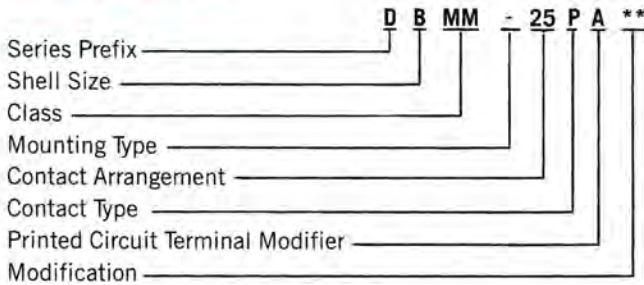 D B MM - 25 P A **
Series Prefix
Shell Size
Class
Mounting Type
Contact Arrangement
Contact Type
Printed Circuit Terminal Modifier
Modification